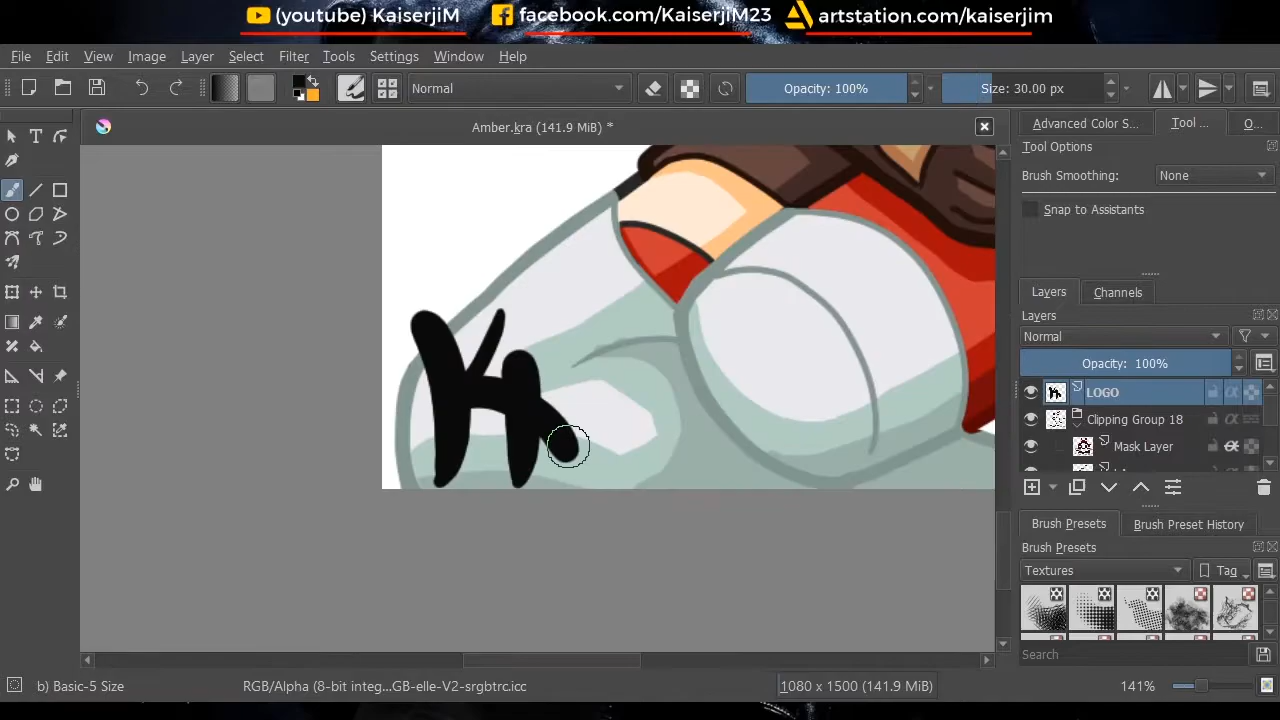 (youtube) KaiserjiM facebook.com/KaiserjiM23 artstation.com/kaiserjim
File Edit View Image Layer Select Filter Tools Settings Window Help
Normal Opacity: 100% Size: 30.00 px
Amber.kra (141.9 MiB) *
Advanced Color S... Tool ... O...
Tool Options
Brush Smoothing: None
Snap to Assistants
Layers Channels
Layers
Normal
Opacity: 100%
LOGO
Clipping Group 18
Mask Layer
Brush Presets Brush Preset History
Brush Presets
Textures Tag
Search
b) Basic-5 Size RGB/Alpha (8-bit integ...GB-elle-V2-srgbtrc.icc 1080 x 1500 (141.9 MiB) 141%